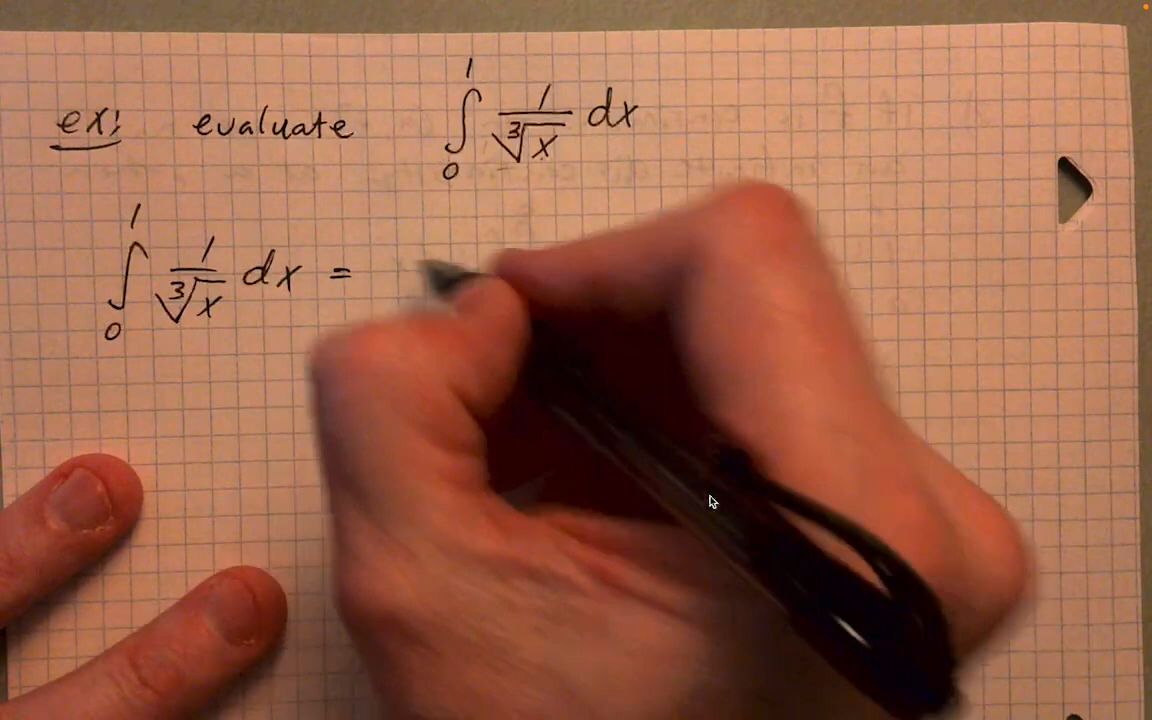 ex: evaluate ∫₀¹ 1/∛x dx
∫₀¹ 1/∛x dx =